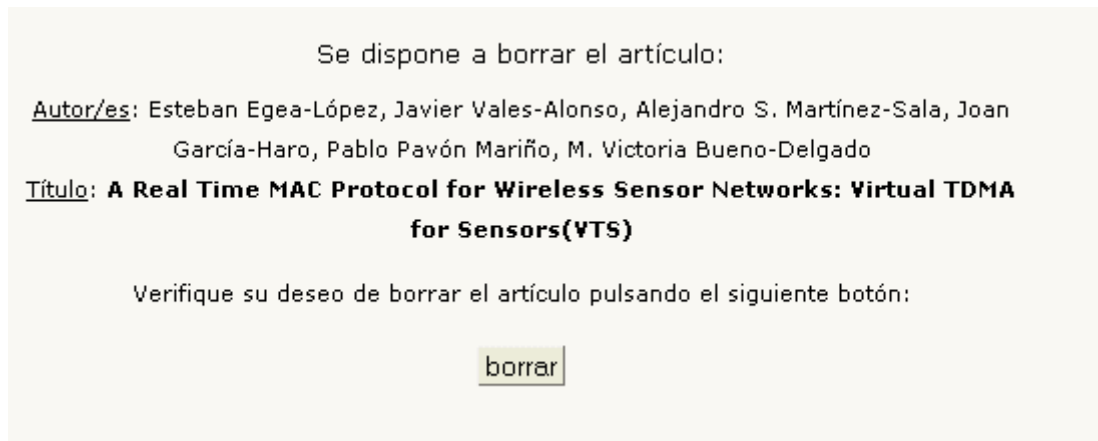 Se dispone a borrar el artículo:
Autor/es: Esteban Egea-López, Javier Vales-Alonso, Alejandro S. Martínez-Sala, Joan
García-Haro, Pablo Pavón Mariño, M. Victoria Bueno-Delgado
Título: A Real Time MAC Protocol for Wireless Sensor Networks: Virtual TDMA
for Sensors(VTS)
Verifique su deseo de borrar el artículo pulsando el siguiente botón:
borrar